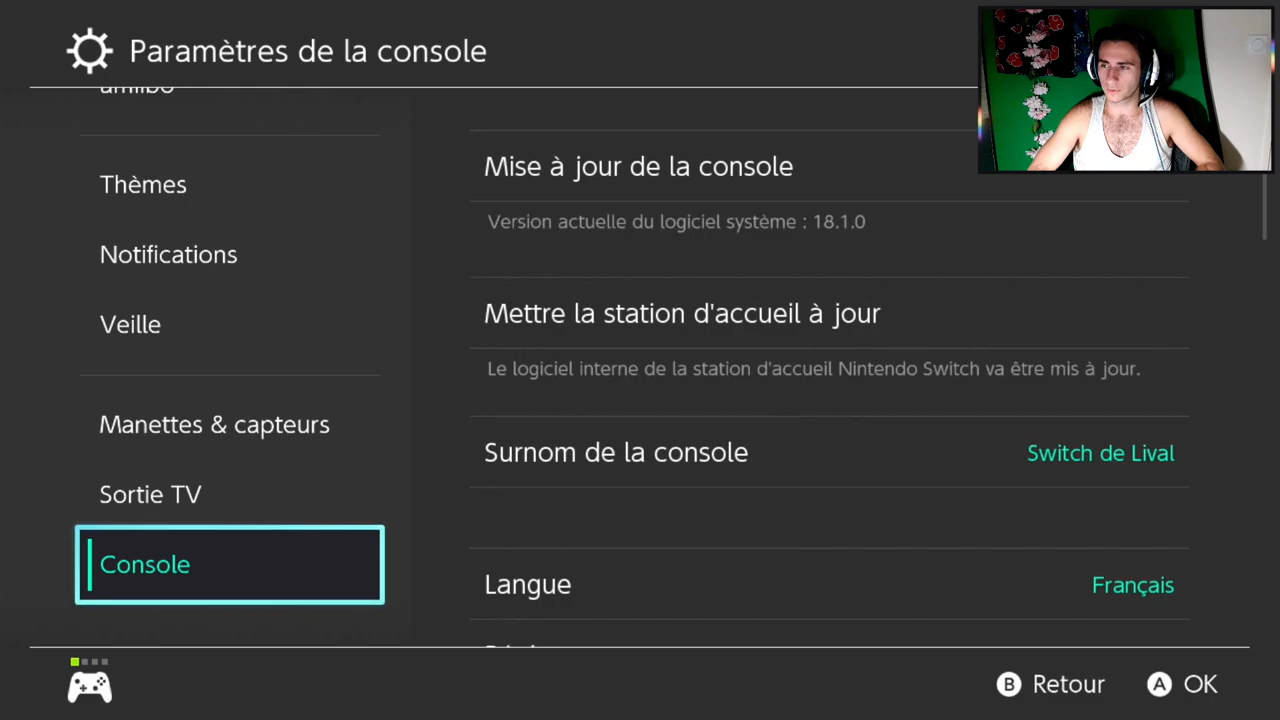 Paramètres de la console
amiibo
Thèmes
Notifications
Veille
Manettes & capteurs
Sortie TV
Console
Mise à jour de la console
Version actuelle du logiciel système : 18.1.0
Mettre la station d'accueil à jour
Le logiciel interne de la station d'accueil Nintendo Switch va être mis à jour.
Surnom de la console Switch de Lival
Langue Français
B Retour A OK